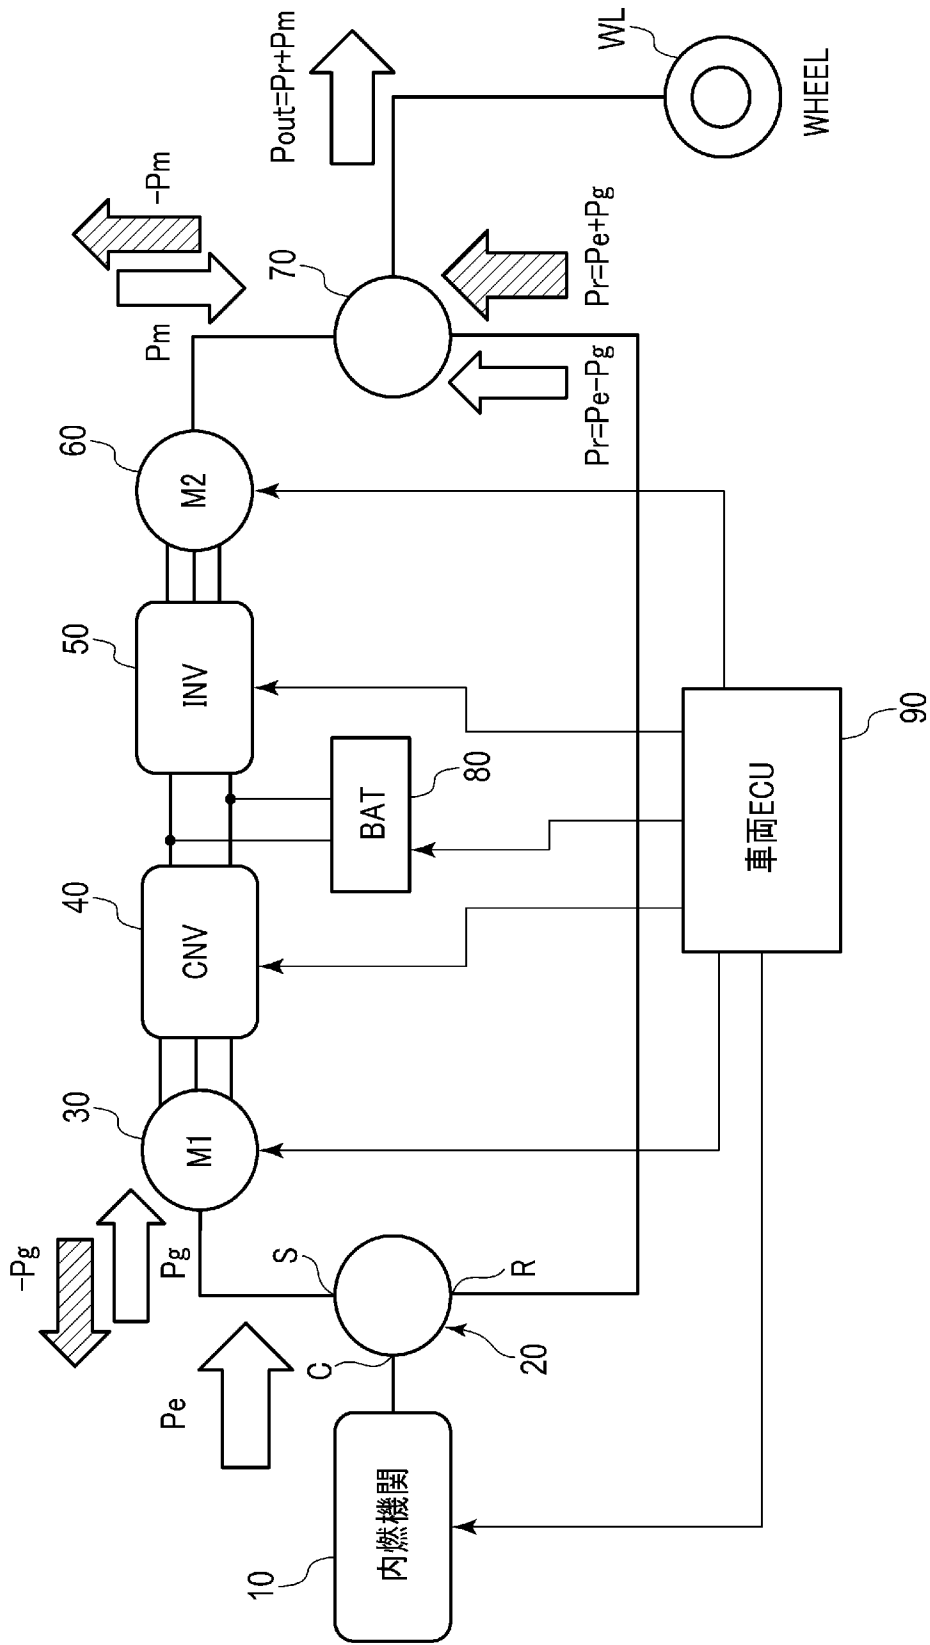 -Pg
Pg
Pe
30
M1
40
CNV
50
INV
60
M2
Pm
-Pm
Pout=Pr+Pm
S
C
R
20
10
内燃機関
BAT
80
70
Pr=Pe-Pg
Pr=Pe+Pg
WL
WHEEL
車両ECU
90